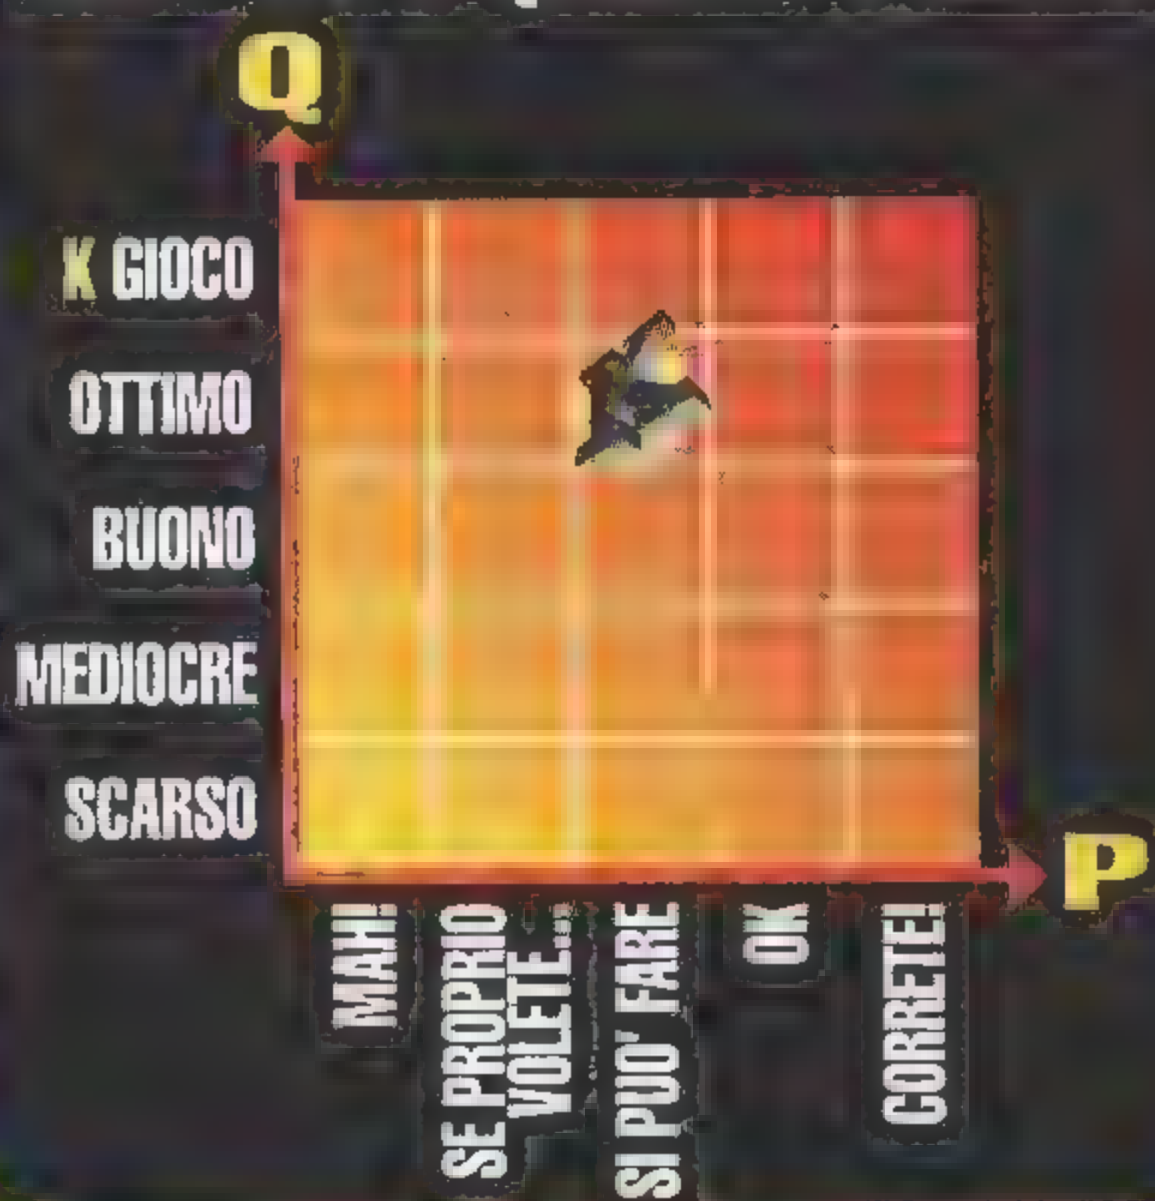 Q
K GIOCO
OTTIMO
BUONO
MEDIOCRE
SCARSO
P
MAH!
SE PROPRIO
VOLETE...
SI PUO' FARE
OK
CORRETE!